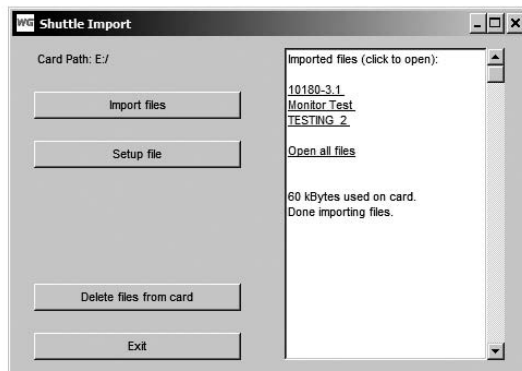 WG Shuttle Import
Card Path: E:/
Import files
Setup file
Delete files from card
Exit
Imported files (click to open):
10180-3.1
Monitor Test
TESTING 2
Open all files
60 kBytes used on card.
Done importing files.